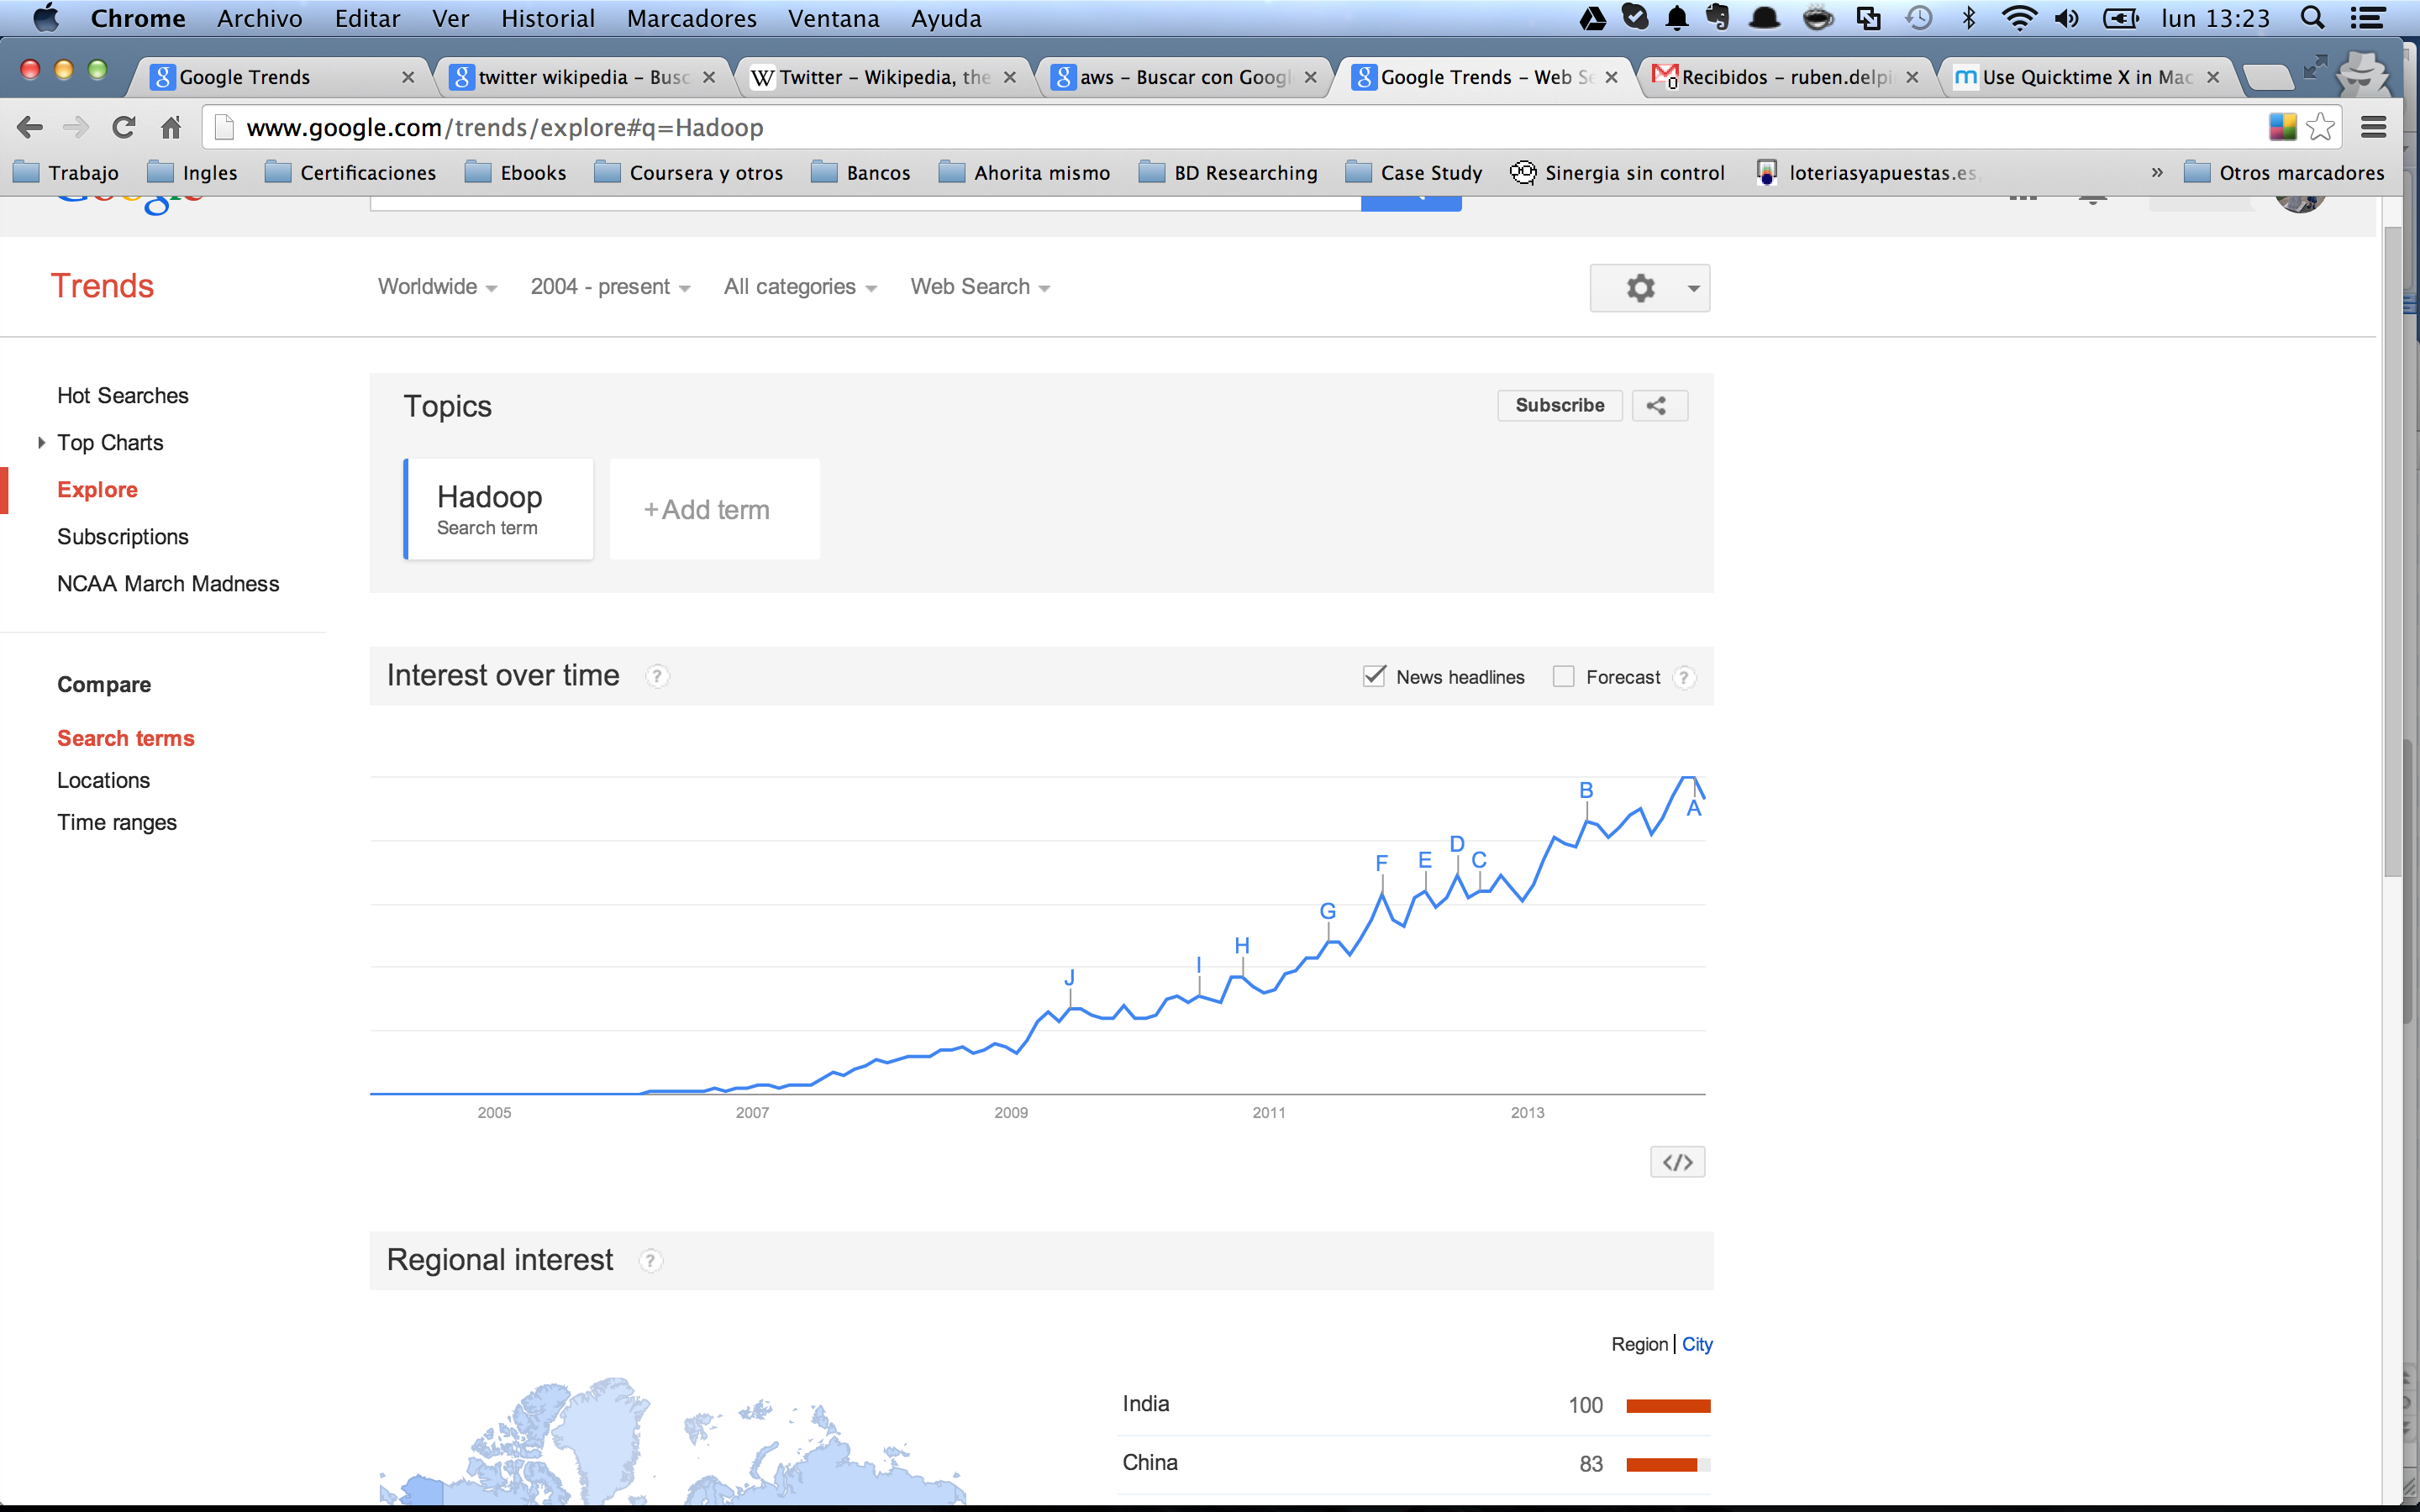 Chrome Archivo Editar Ver Historial Marcadores Ventana Ayuda lun 13:23
Google Trends twitter wikipedia – Busc Twitter – Wikipedia, the aws – Buscar con Googl Google Trends – Web Se Recibidos – ruben.delpi Use Quicktime X in Mac
www.google.com/trends/explore#q=Hadoop
Trabajo Ingles Certificaciones Ebooks Coursera y otros Bancos Ahorita mismo BD Researching Case Study Sinergia sin control loteriasyapuestas.es » Otros marcadores
Trends Worldwide 2004 - present All categories Web Search
Hot Searches
Top Charts
Explore
Subscriptions
NCAA March Madness
Compare
Search terms
Locations
Time ranges
Topics Subscribe
Hadoop
Search term
+Add term
Interest over time ? News headlines Forecast ?
J I H G F E D C B A
2005 2007 2009 2011 2013
</>
Regional interest ?
Region | City
India 100
China 83